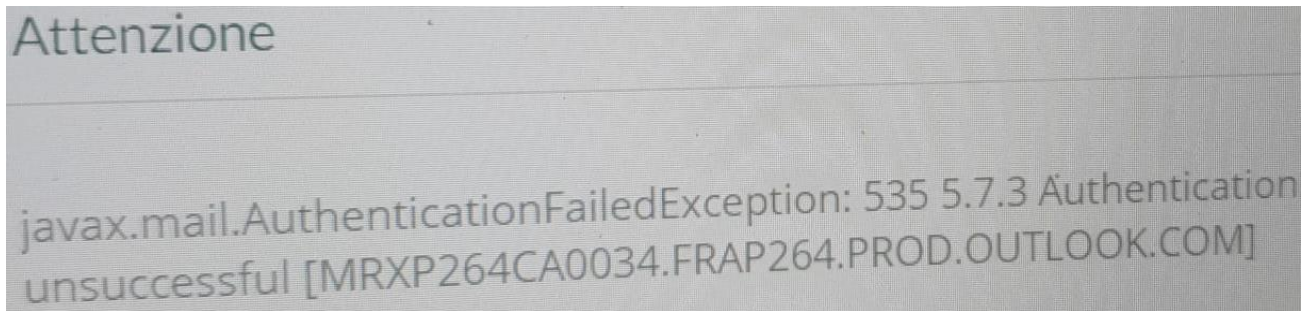 Attenzione
javax.mail.AuthenticationFailedException: 535 5.7.3 Authentication
unsuccessful [MRXP264CA0034.FRAP264.PROD.OUTLOOK.COM]